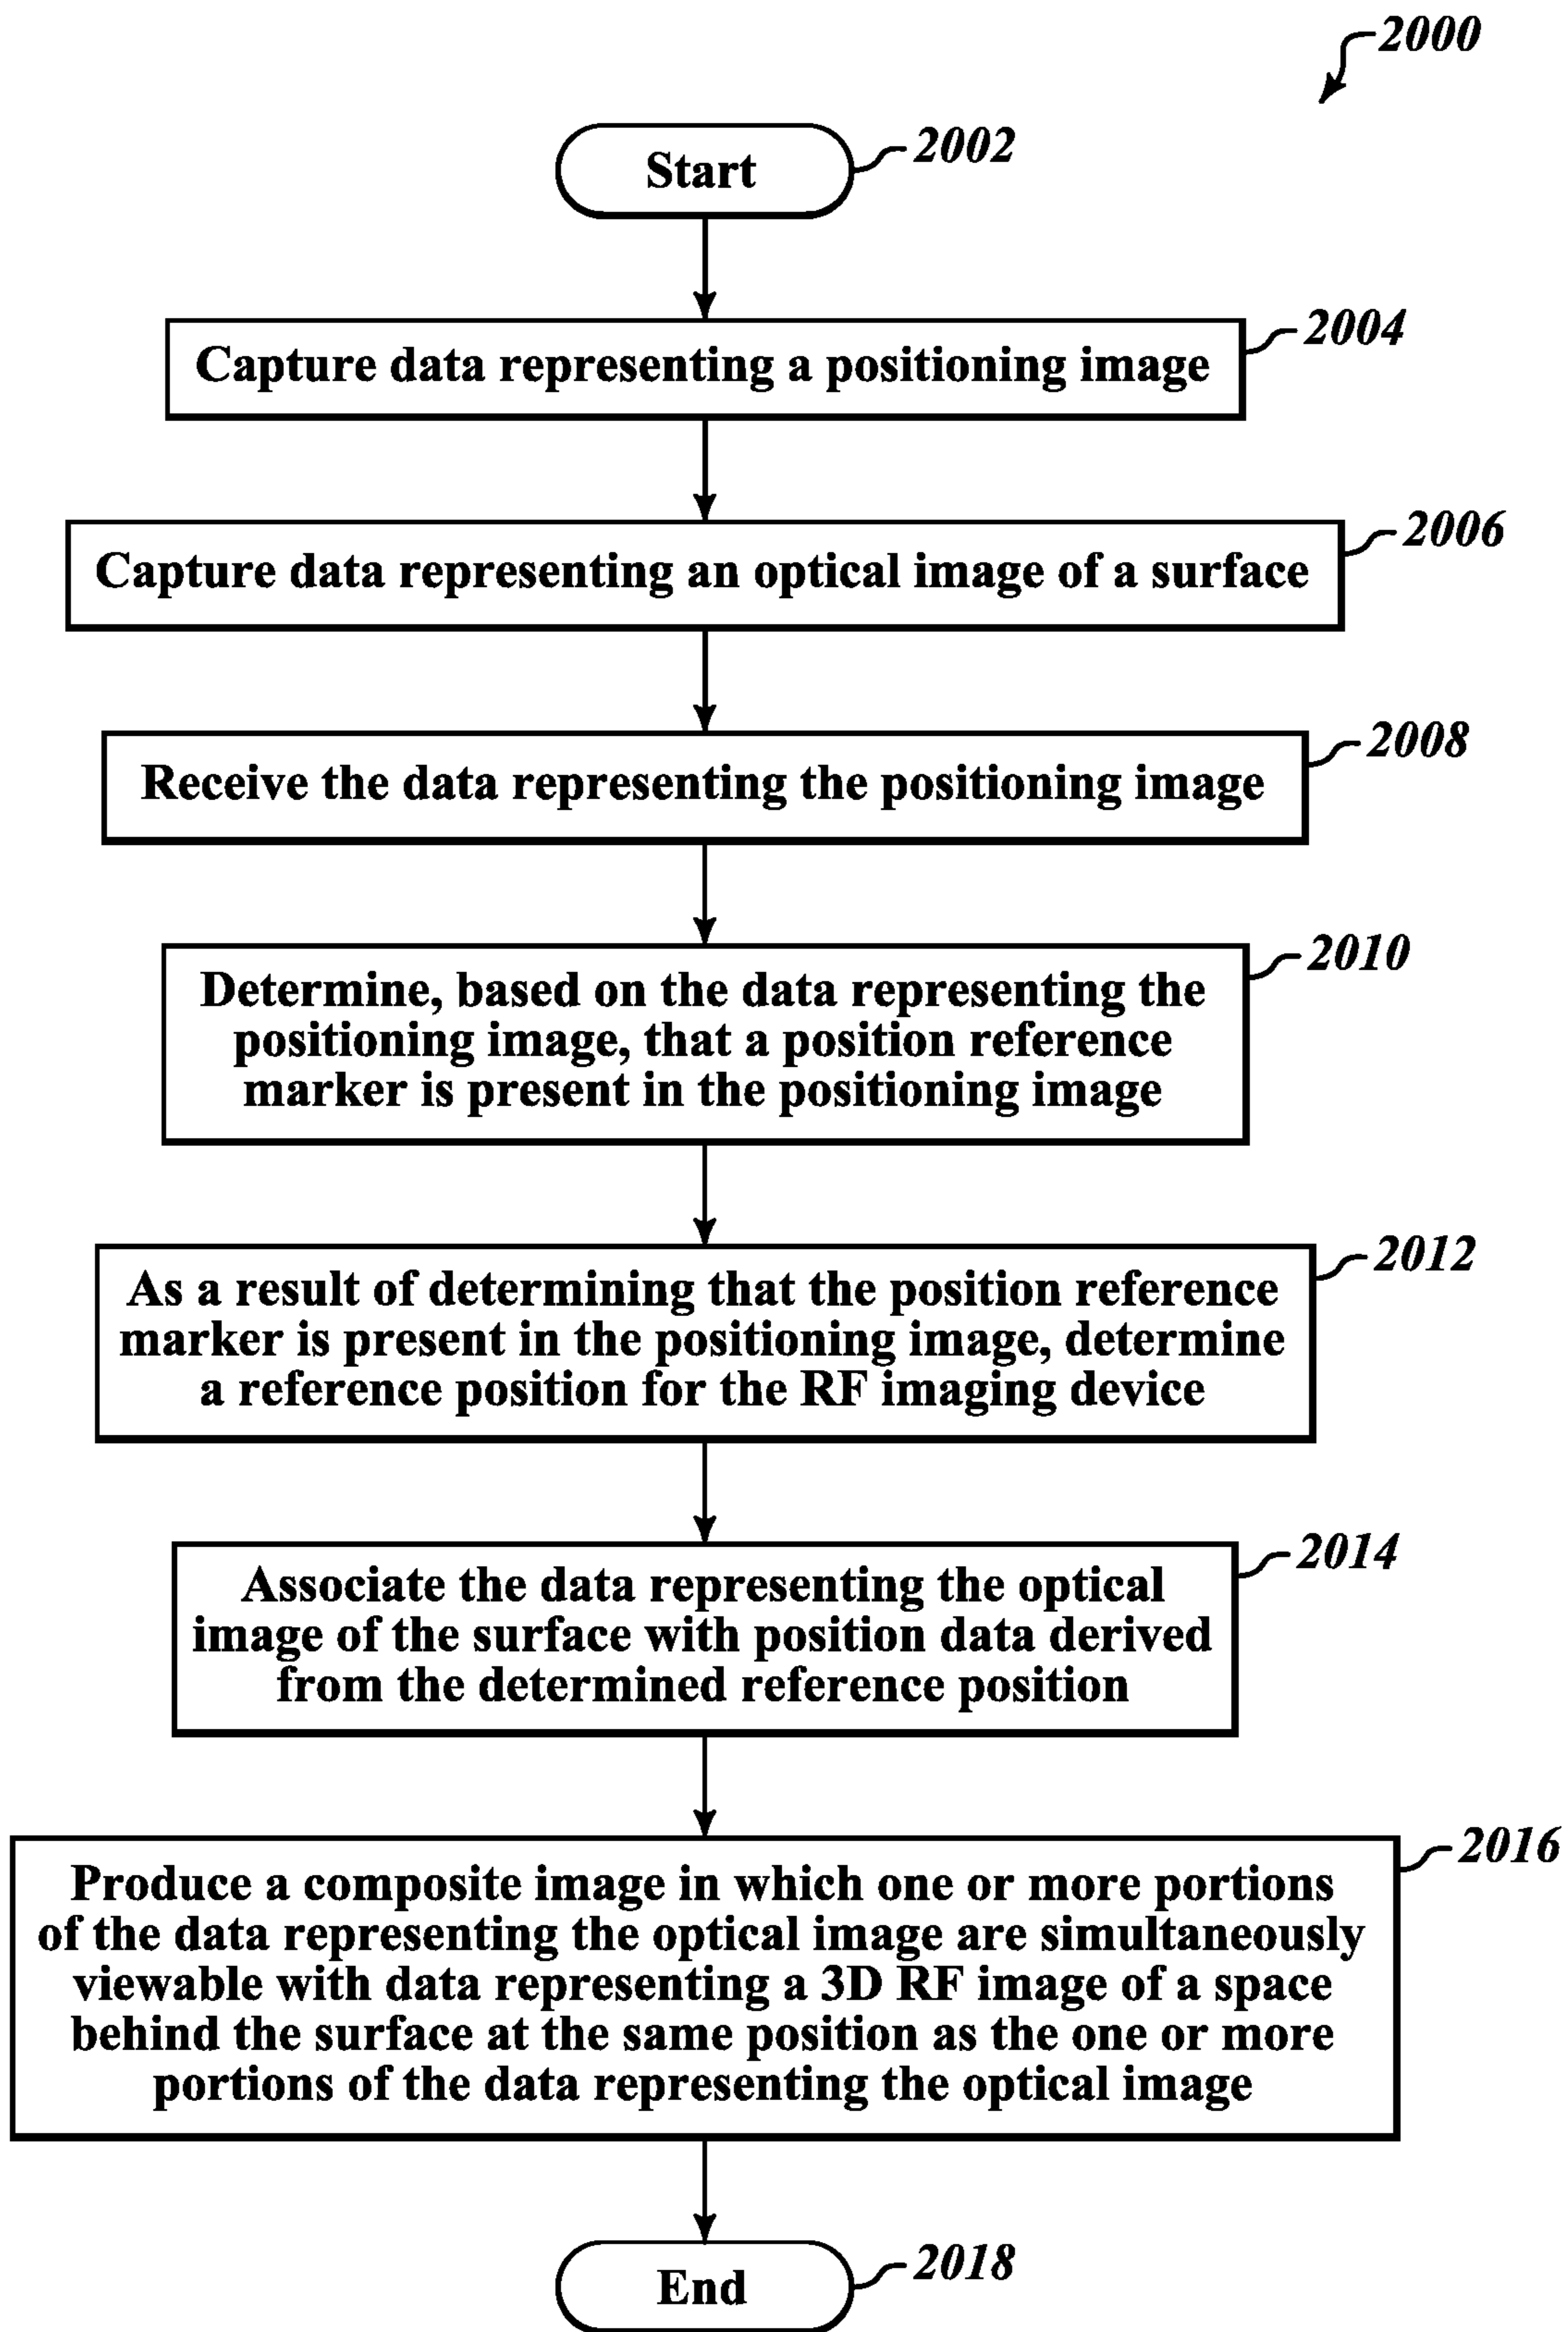 2000
Start
2002
Capture data representing a positioning image
2004
Capture data representing an optical image of a surface
2006
Receive the data representing the positioning image
2008
Determine, based on the data representing the
positioning image, that a position reference
marker is present in the positioning image
2010
As a result of determining that the position reference
marker is present in the positioning image, determine
a reference position for the RF imaging device
2012
Associate the data representing the optical
image of the surface with position data derived
from the determined reference position
2014
Produce a composite image in which one or more portions
of the data representing the optical image are simultaneously
viewable with data representing a 3D RF image of a space
behind the surface at the same position as the one or more
portions of the data representing the optical image
2016
End
2018